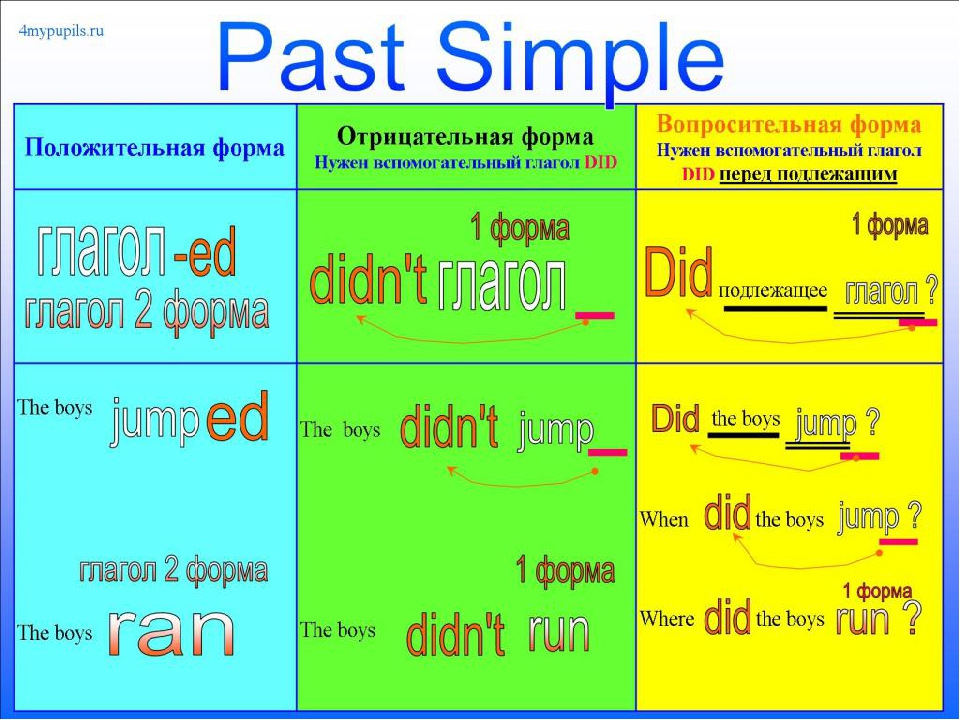 4mypupils.ru
Past Simple
Положительная форма
Отрицательная форма
Нужен вспомогательный глагол DID
Вопросительная форма
Нужен вспомогательный глагол
DID перед подлежащим
глагол -ed
глагол 2 форма
1 форма
didn't глагол
1 форма
Did подлежащее глагол ?
The boys jump ed
глагол 2 форма
The boys ran
The boys didn't jump
1 форма
The boys didn't run
Did the boys jump ?
When did the boys jump ?
1 форма
Where did the boys run ?